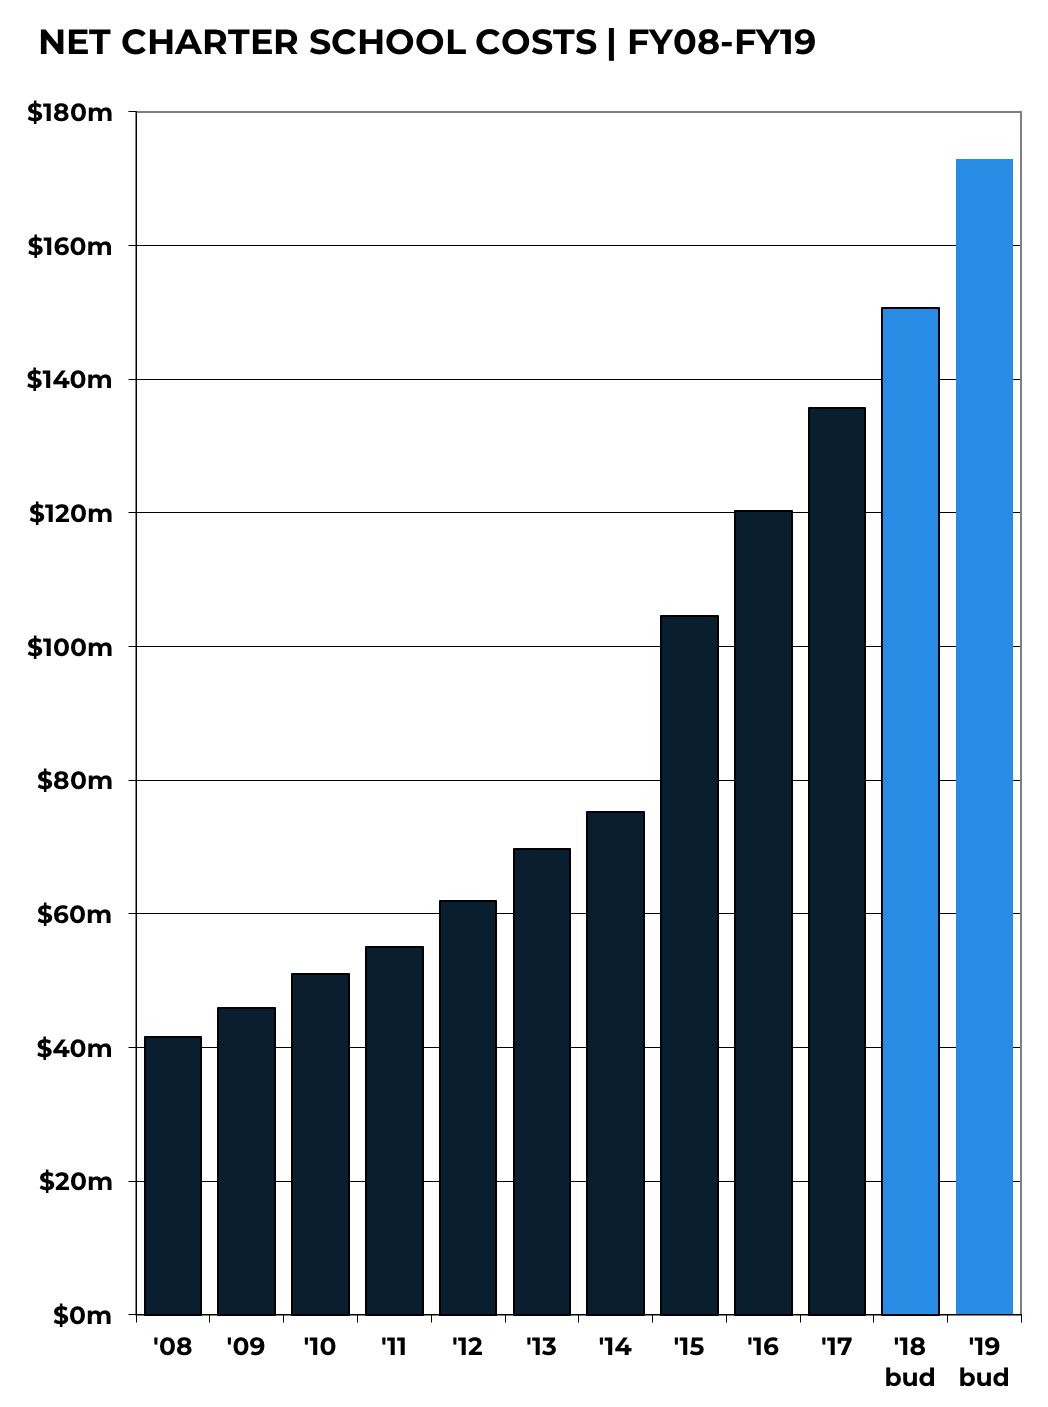 NET CHARTER SCHOOL COSTS | FY08-FY19
$180m
$160m
$140m
$120m
$100m
$80m
$60m
$40m
$20m
$0m
'08 '09 '10 '11 '12 '13 '14 '15 '16 '17 '18 '19
bud bud